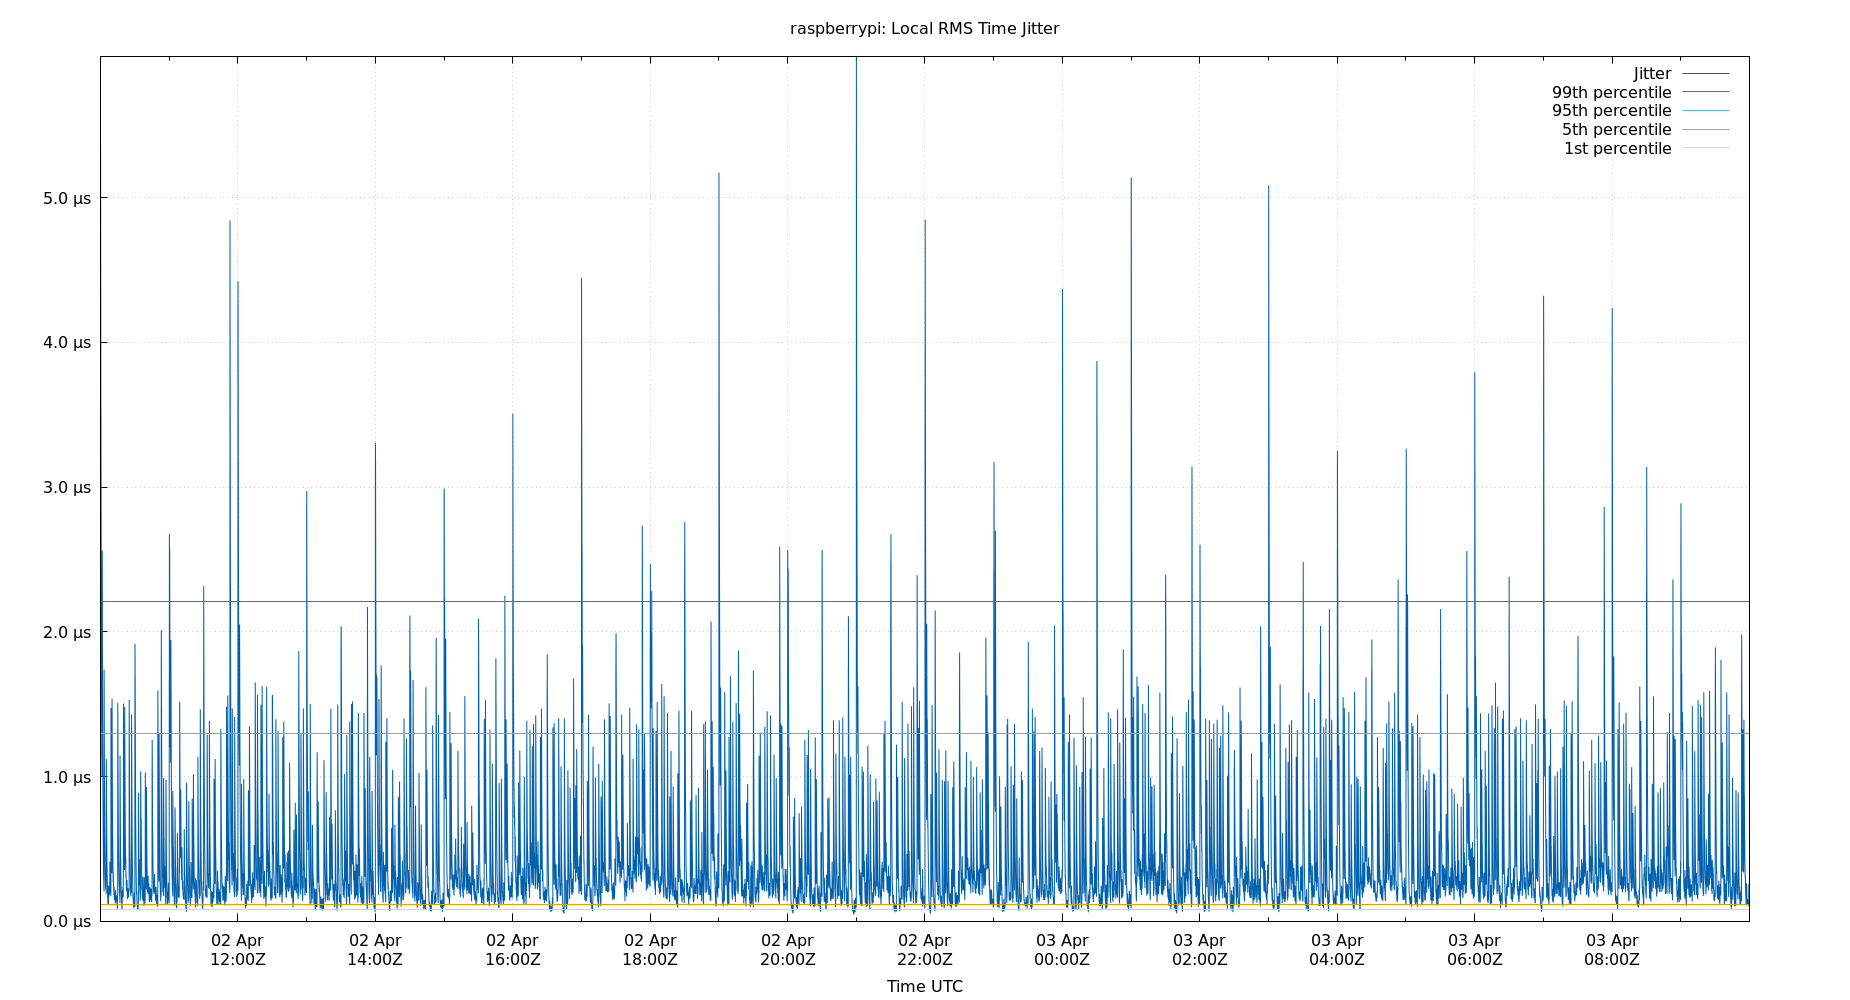 raspberrypi: Local RMS Time Jitter
Jitter
99th percentile
95th percentile
5th percentile
1st percentile
5.0 µs
4.0 µs
3.0 µs
2.0 µs
1.0 µs
0.0 µs
02 Apr 02 Apr 02 Apr 02 Apr 02 Apr 02 Apr 03 Apr 03 Apr 03 Apr 03 Apr 03 Apr
12:00Z 14:00Z 16:00Z 18:00Z 20:00Z 22:00Z 00:00Z 02:00Z 04:00Z 06:00Z 08:00Z
Time UTC